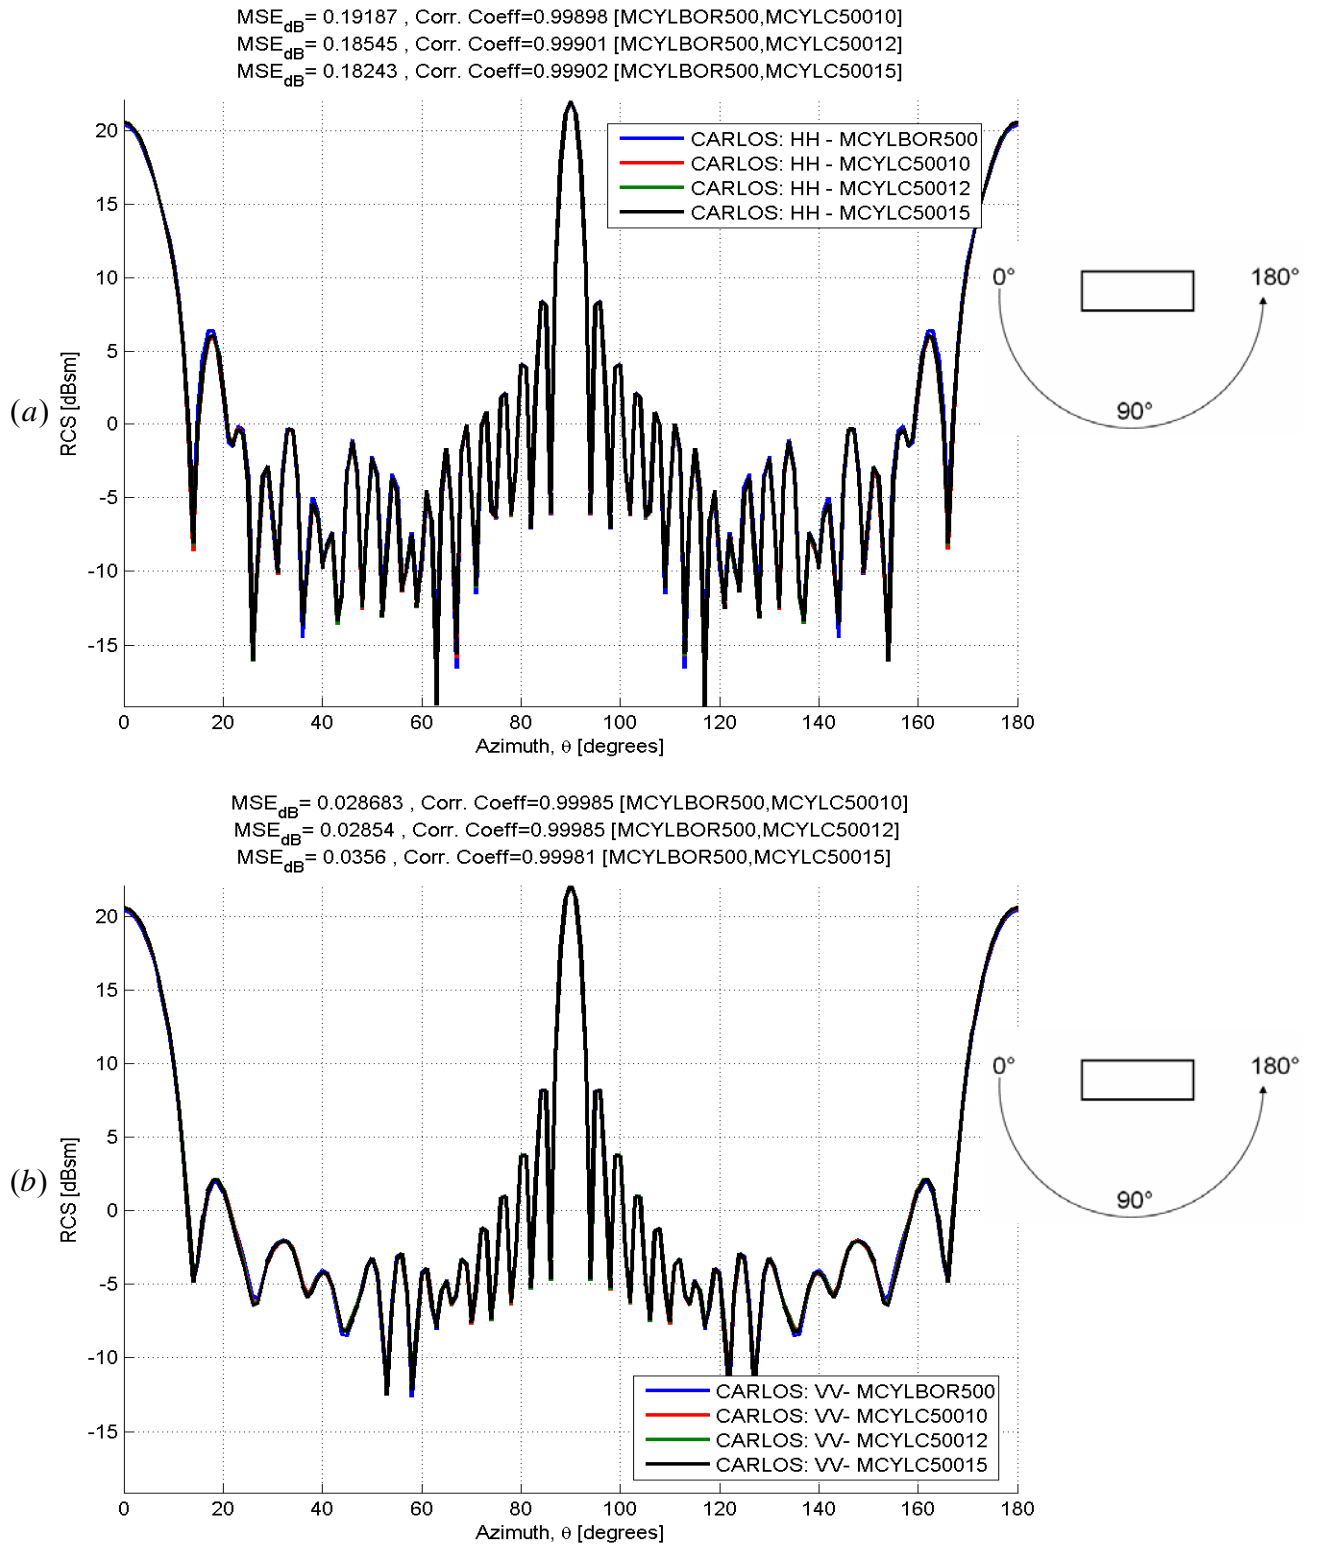 MSE_dB= 0.19187 , Corr. Coeff=0.99898 [MCYLBOR500,MCYLC50010]
MSE_dB= 0.18545 , Corr. Coeff=0.99901 [MCYLBOR500,MCYLC50012]
MSE_dB= 0.18243 , Corr. Coeff=0.99902 [MCYLBOR500,MCYLC50015]
20
15
10
5
0
-5
-10
-15
RCS [dBsm]
(a)
CARLOS: HH - MCYLBOR500
CARLOS: HH - MCYLC50010
CARLOS: HH - MCYLC50012
CARLOS: HH - MCYLC50015
0° 180°
90°
0 20 40 60 80 100 120 140 160 180
Azimuth, θ [degrees]
MSE_dB= 0.028683 , Corr. Coeff=0.99985 [MCYLBOR500,MCYLC50010]
MSE_dB= 0.02854 , Corr. Coeff=0.99985 [MCYLBOR500,MCYLC50012]
MSE_dB= 0.0356 , Corr. Coeff=0.99981 [MCYLBOR500,MCYLC50015]
20
15
10
5
0
-5
-10
-15
RCS [dBsm]
(b)
0° 180°
90°
CARLOS: VV- MCYLBOR500
CARLOS: VV- MCYLC50010
CARLOS: VV- MCYLC50012
CARLOS: VV- MCYLC50015
0 20 40 60 80 100 120 140 160 180
Azimuth, θ [degrees]